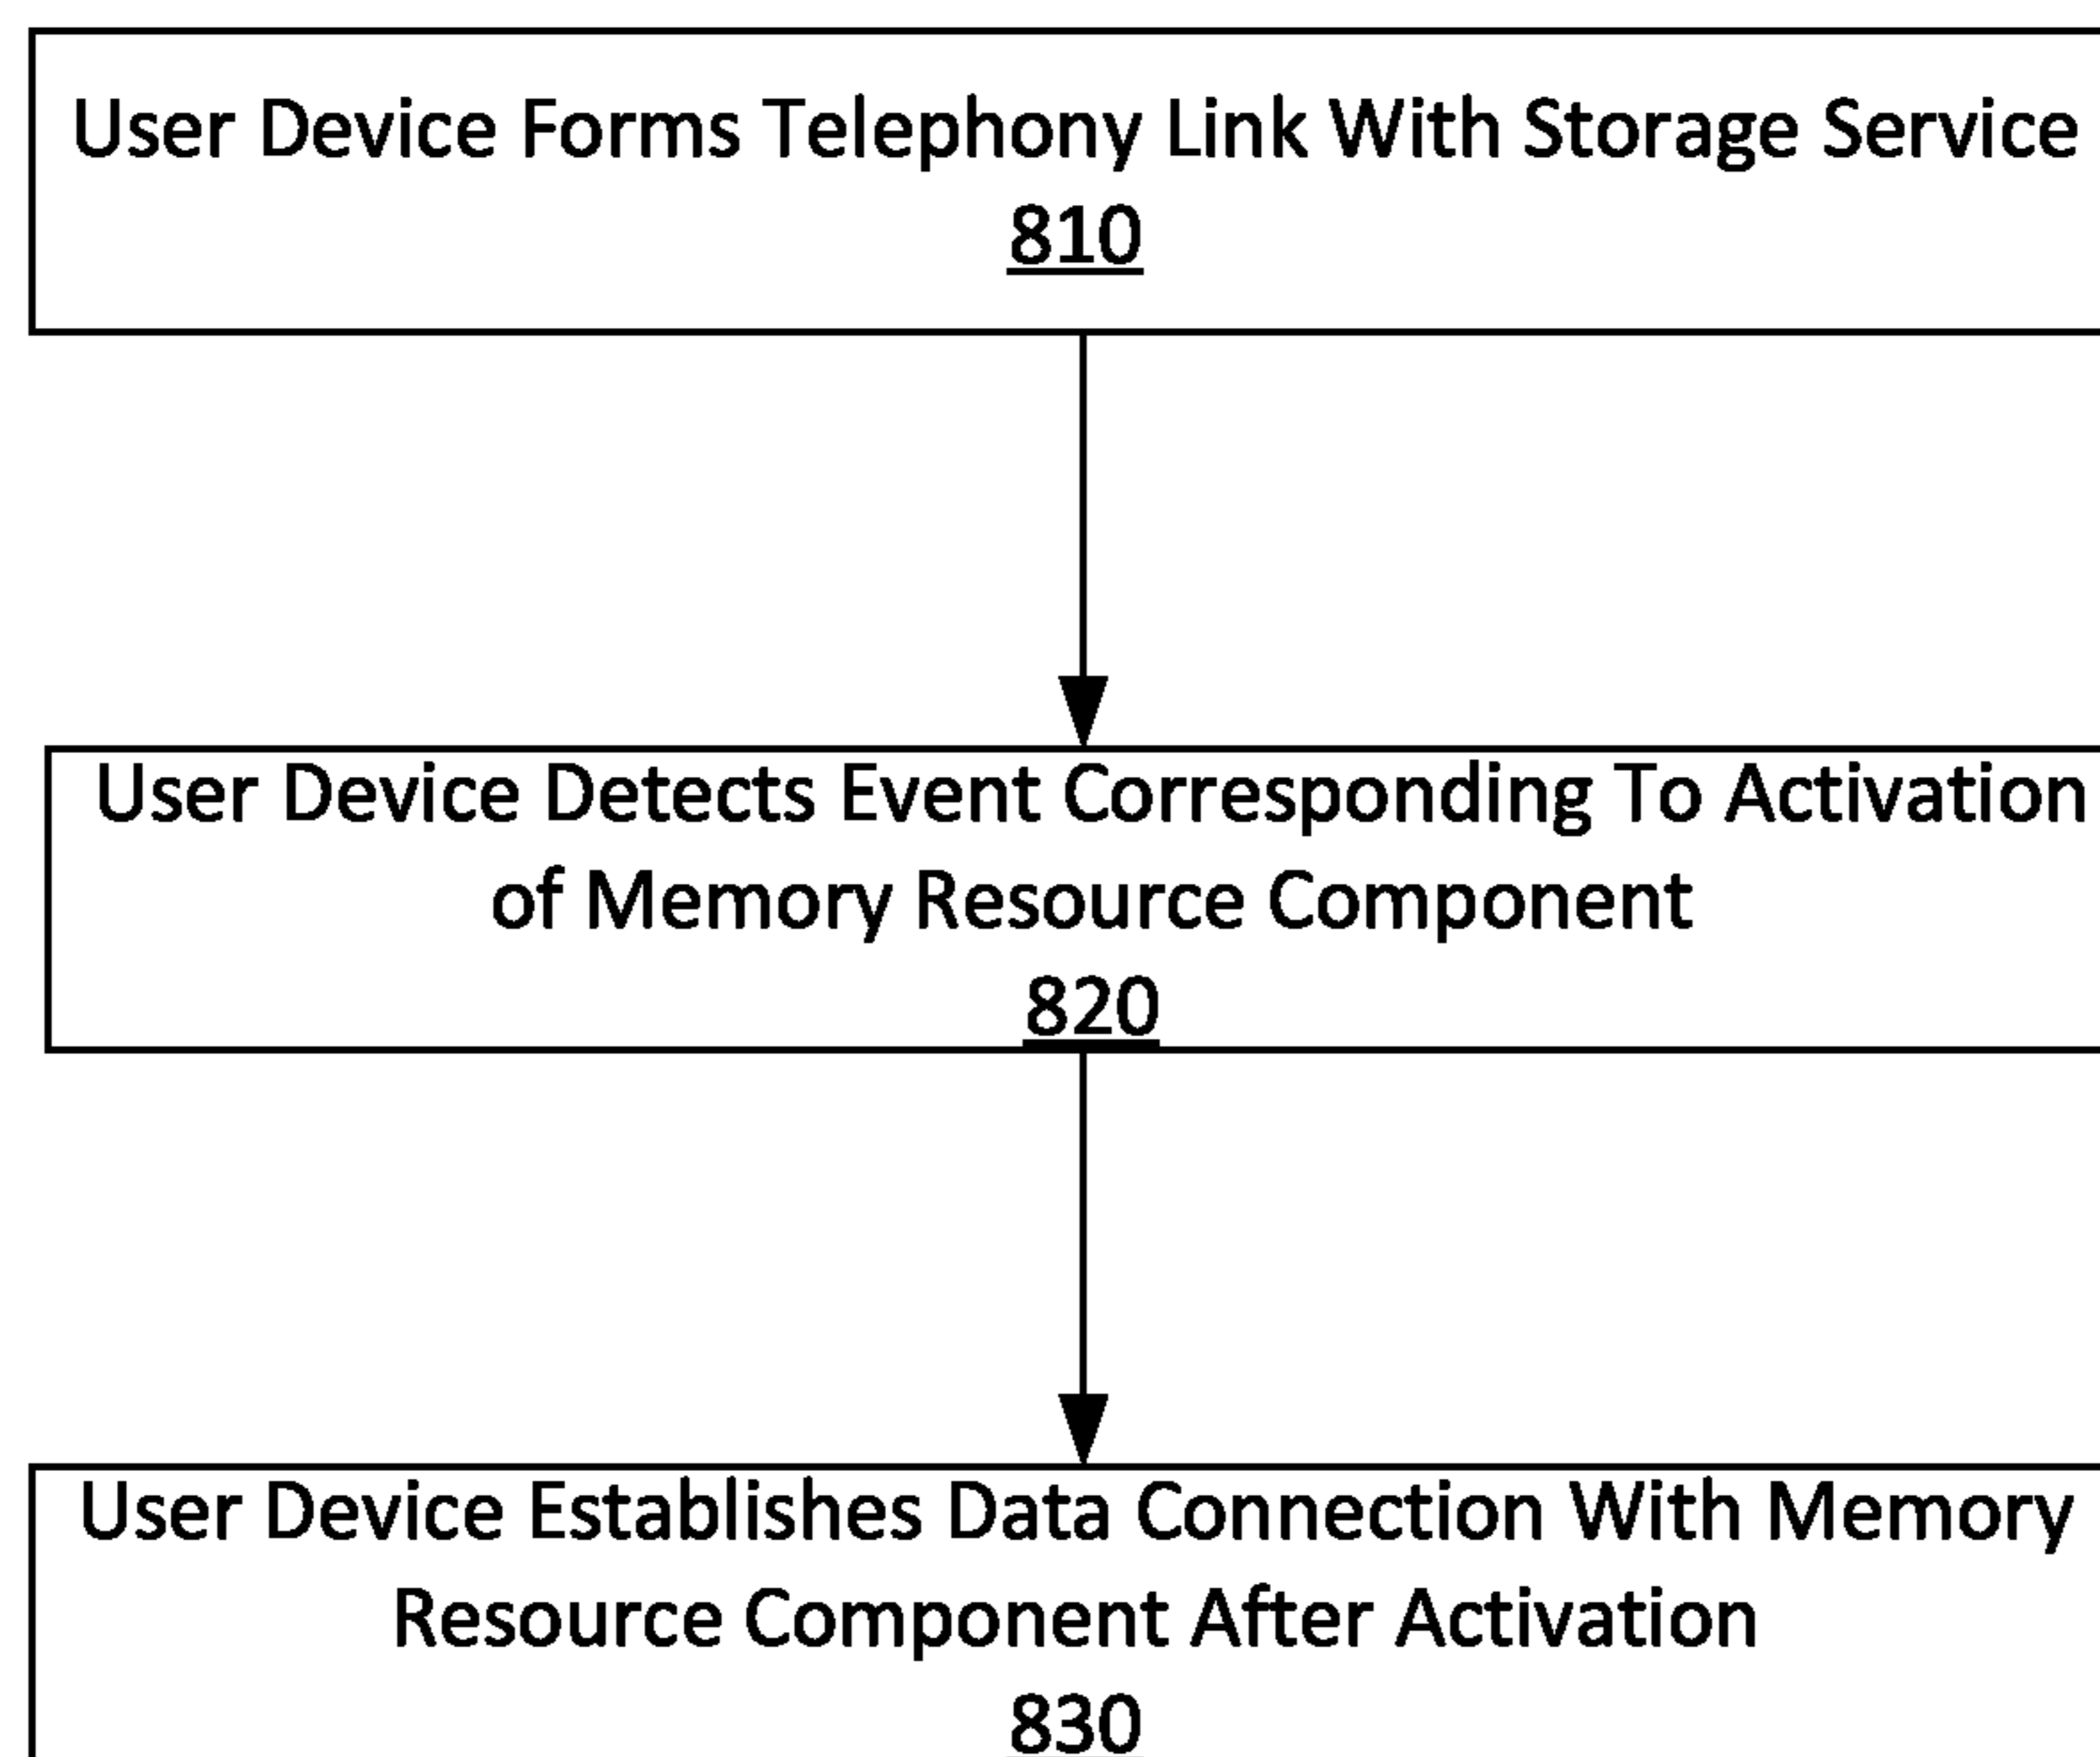 User Device Forms Telephony Link With Storage Service
810
User Device Detects Event Corresponding To Activation
of Memory Resource Component
820
User Device Establishes Data Connection With Memory
Resource Component After Activation
830